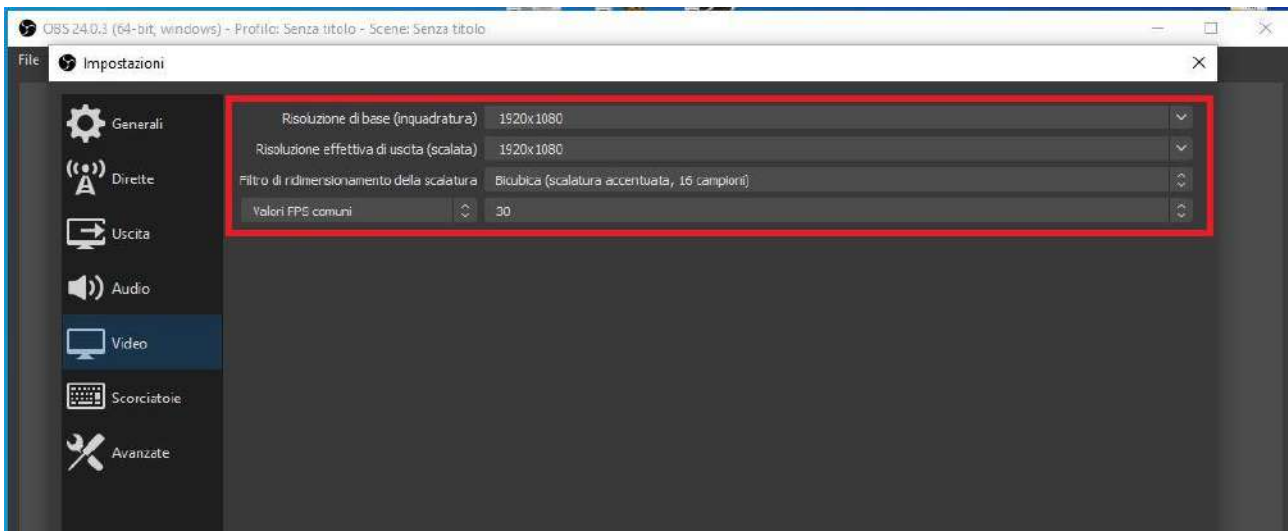 OBS 24.0.3 (64-bit, windows) - Profilo: Senza titolo - Scene: Senza titolo
File
Impostazioni
Generali
Dirette
Uscita
Audio
Video
Scorciatoie
Avanzate
Risoluzione di base (inquadratura) 1920x1080
Risoluzione effettiva di uscita (scalata) 1920x1080
Filtro di ridimensionamento della scalatura Bicubica (scalatura accentuata, 16 campioni)
Valori FPS comuni 30